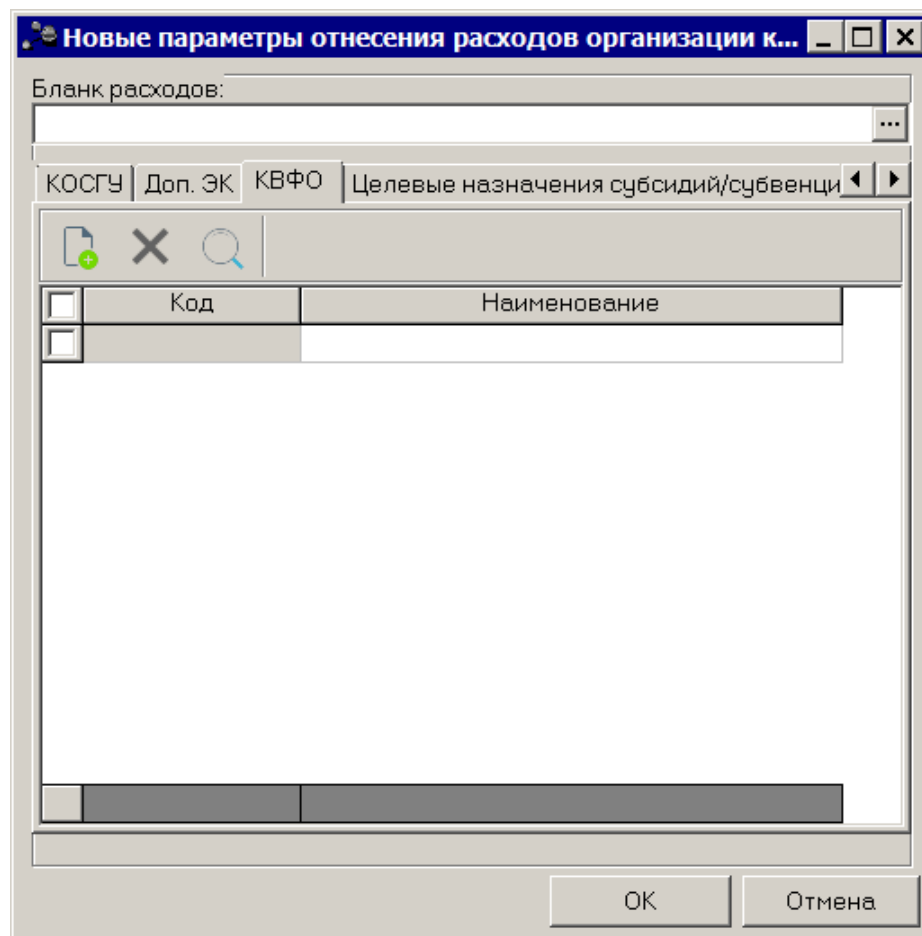 Новые параметры отнесения расходов организации к...
Бланк расходов:
...
КОСГУ Доп. ЭК КВФО Целевые назначения субсидий/субвенци
Код Наименование
OK Отмена